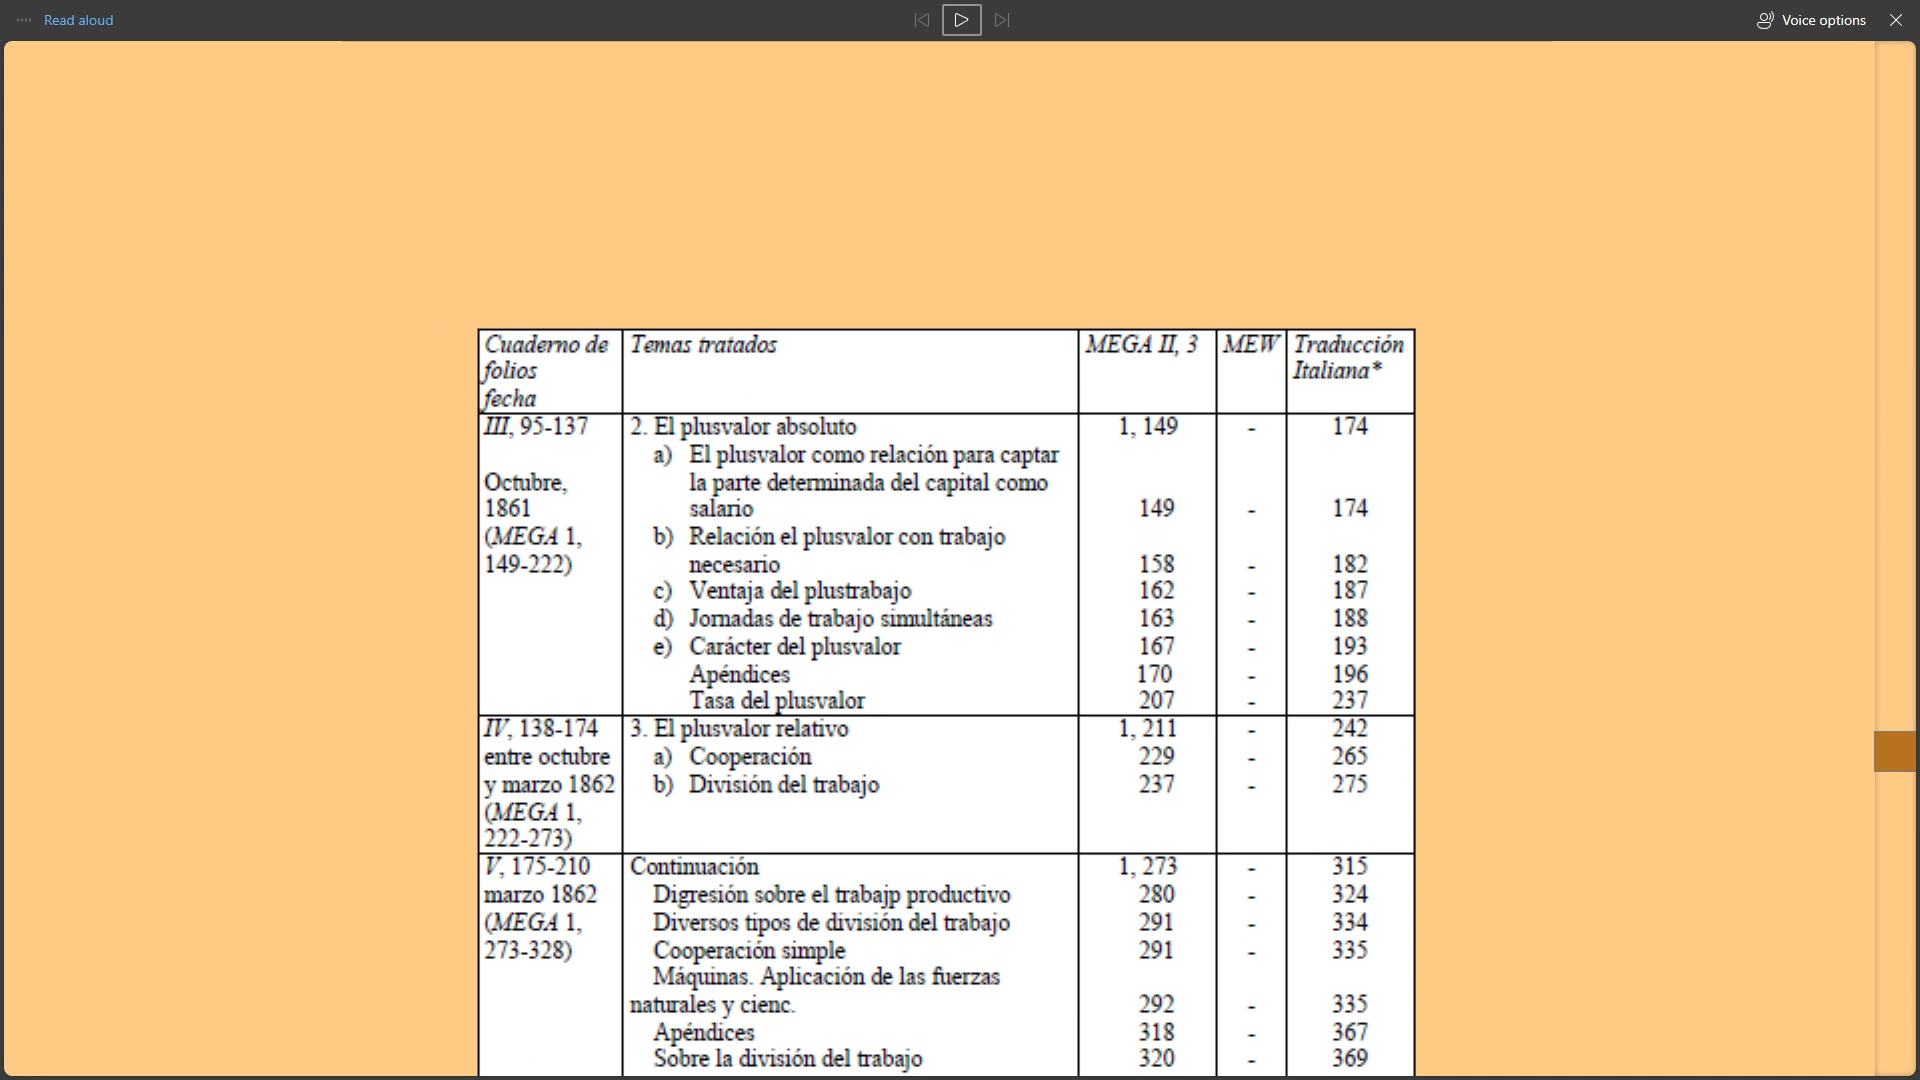 Read aloud
Voice options
Cuaderno de Temas tratados MEGA II, 3 MEW Traducción
folios Italiana*
fecha
III, 95-137 2. El plusvalor absoluto 1, 149 - 174
a) El plusvalor como relación para captar
Octubre, la parte determinada del capital como
1861 salario 149 - 174
(MEGA 1, b) Relación el plusvalor con trabajo
149-222) necesario 158 - 182
c) Ventaja del plustrabajo 162 - 187
d) Jornadas de trabajo simultáneas 163 - 188
e) Carácter del plusvalor 167 - 193
Apéndices 170 - 196
Tasa del plusvalor 207 - 237
IV, 138-174 3. El plusvalor relativo 1, 211 - 242
entre octubre a) Cooperación 229 - 265
y marzo 1862 b) División del trabajo 237 - 275
(MEGA 1,
222-273)
V, 175-210 Continuación 1, 273 - 315
marzo 1862 Digresión sobre el trabajp productivo 280 - 324
(MEGA 1, Diversos tipos de división del trabajo 291 - 334
273-328) Cooperación simple 291 - 335
Máquinas. Aplicación de las fuerzas
naturales y cienc. 292 - 335
Apéndices 318 - 367
Sobre la división del trabajo 320 - 369